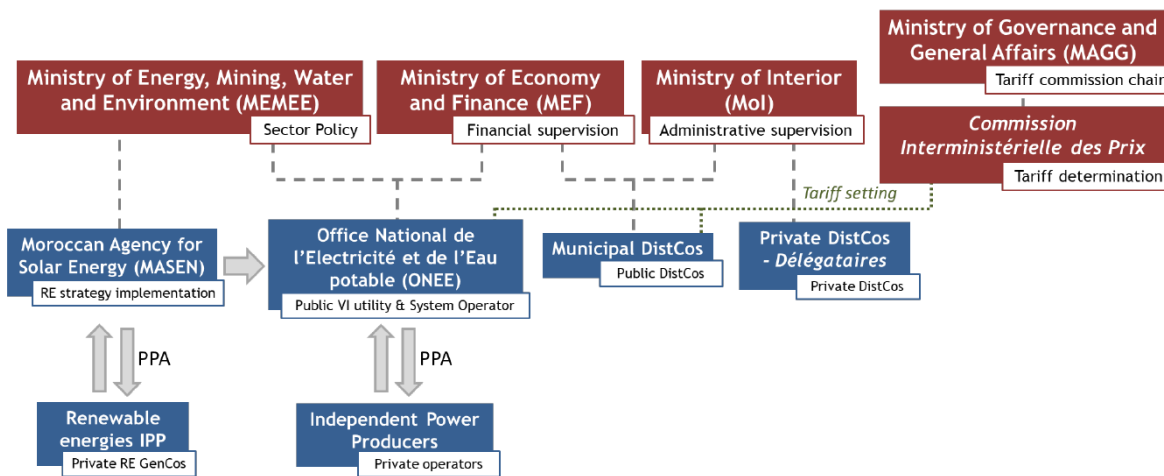 Ministry of Governance and
General Affairs (MAGG)
Tariff commission chair
Ministry of Energy, Mining, Water
and Environment (MEMEE)
Sector Policy
Ministry of Economy
and Finance (MEF)
Financial supervision
Ministry of Interior
(MoI)
Administrative supervision
Commission
Interministérielle des Prix
Tariff determination
Tariff setting
Moroccan Agency for
Solar Energy (MASEN)
RE strategy implementation
Office National de
l'Electricité et de l'Eau
potable (ONEE)
Public VI utility & System Operator
Municipal DistCos
Public DistCos
Private DistCos
- Délégataires
Private DistCos
PPA
PPA
Renewable
energies IPP
Private RE GenCos
Independent Power
Producers
Private operators